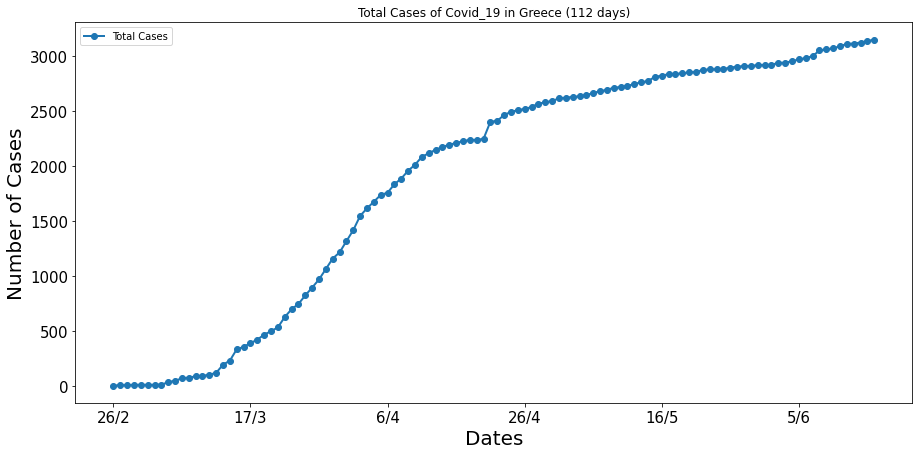 Total Cases of Covid_19 in Greece (112 days)
Total Cases
Number of Cases
3000
2500
2000
1500
1000
500
0
26/2 17/3 6/4 26/4 16/5 5/6
Dates